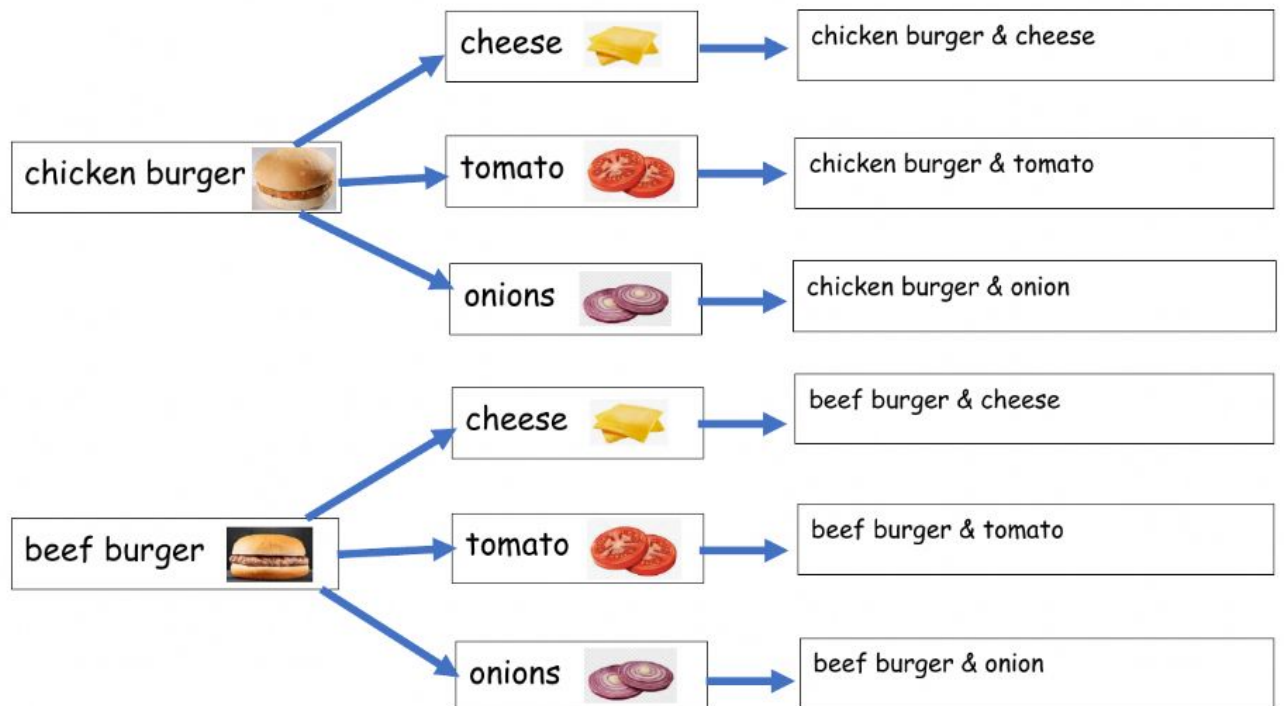 cheese
chicken burger & cheese
chicken burger
tomato
chicken burger & tomato
onions
chicken burger & onion
cheese
beef burger & cheese
beef burger
tomato
beef burger & tomato
onions
beef burger & onion